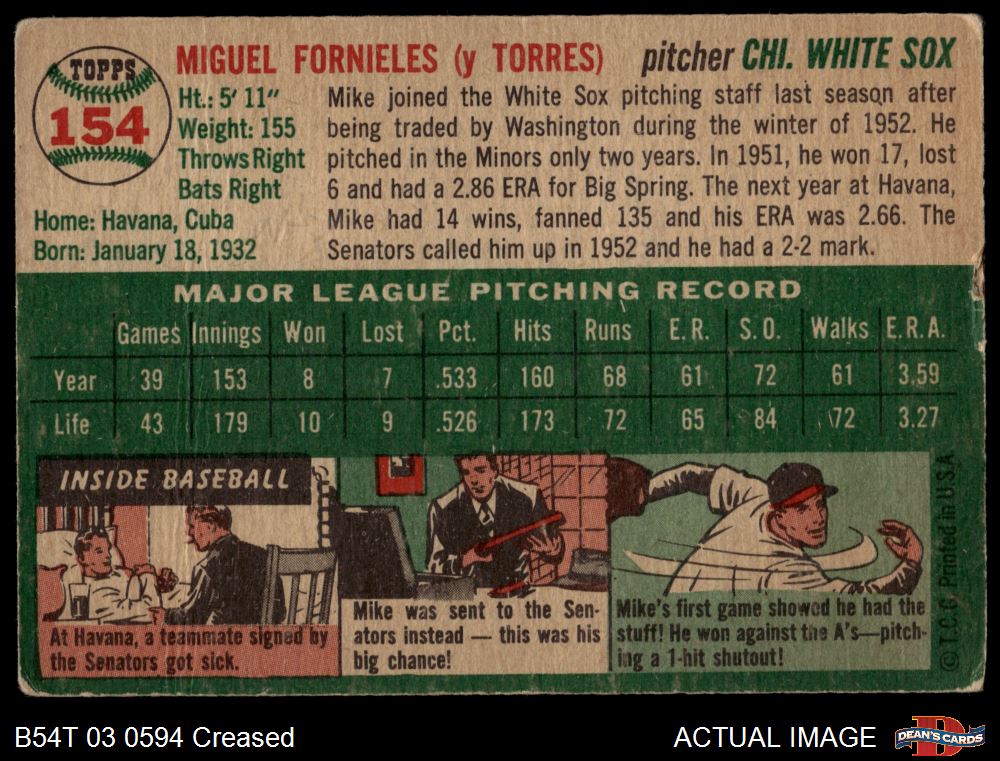 TOPPS
154
MIGUEL FORNIELES (y TORRES) pitcher CHI. WHITE SOX
Ht.: 5' 11"
Weight: 155
Throws Right
Bats Right
Home: Havana, Cuba
Born: January 18, 1932
Mike joined the White Sox pitching staff last season after
being traded by Washington during the winter of 1952. He
pitched in the Minors only two years. In 1951, he won 17, lost
6 and had a 2.86 ERA for Big Spring. The next year at Havana,
Mike had 14 wins, fanned 135 and his ERA was 2.66. The
Senators called him up in 1952 and he had a 2-2 mark.
MAJOR LEAGUE PITCHING RECORD
Games Innings Won Lost Pct. Hits Runs E.R. S.O. Walks E.R.A.
Year 39 153 8 7 .533 160 68 61 72 61 3.59
Life 43 179 10 9 .526 173 72 65 84 72 3.27
INSIDE BASEBALL
At Havana, a teammate signed by
the Senators got sick.
Mike was sent to the Sen-
ators instead — this was his
big chance!
Mike's first game showed he had the
stuff! He won against the A's—pitch-
ing a 1-hit shutout!
© T.C.G. Printed in U.S.A.
B54T 03 0594 Creased
ACTUAL IMAGE
DEAN'S CARDS